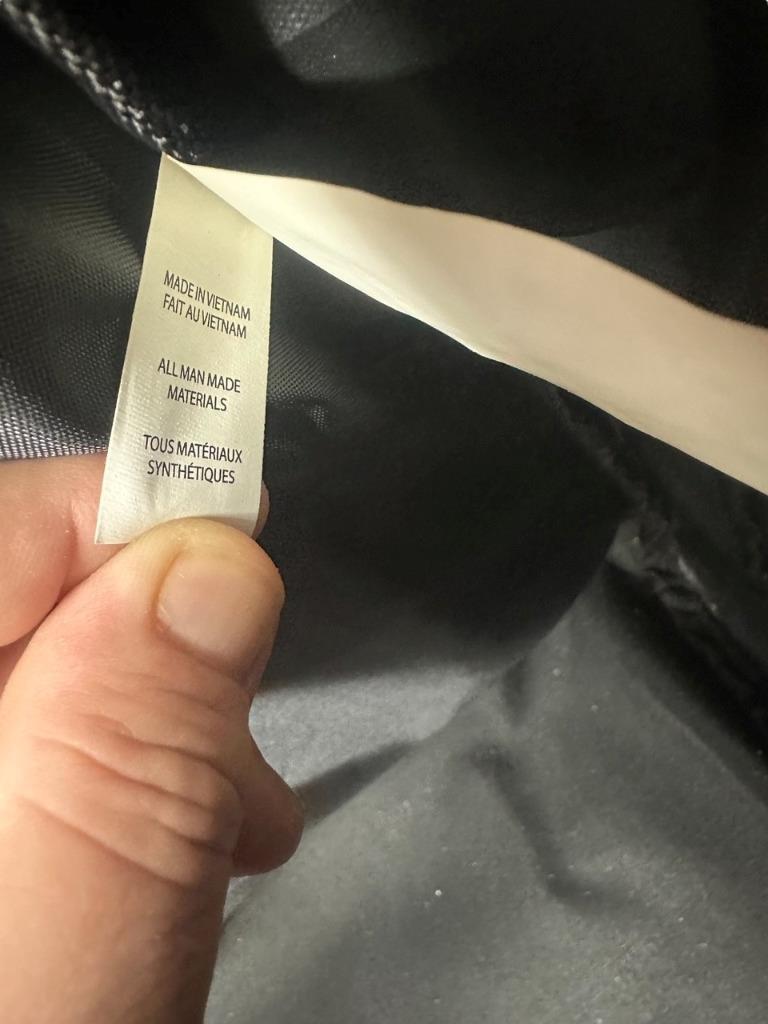 MADE IN VIETNAM
FAIT AU VIETNAM
ALL MAN MADE
MATERIALS
TOUS MATÉRIAUX
SYNTHÉTIQUES